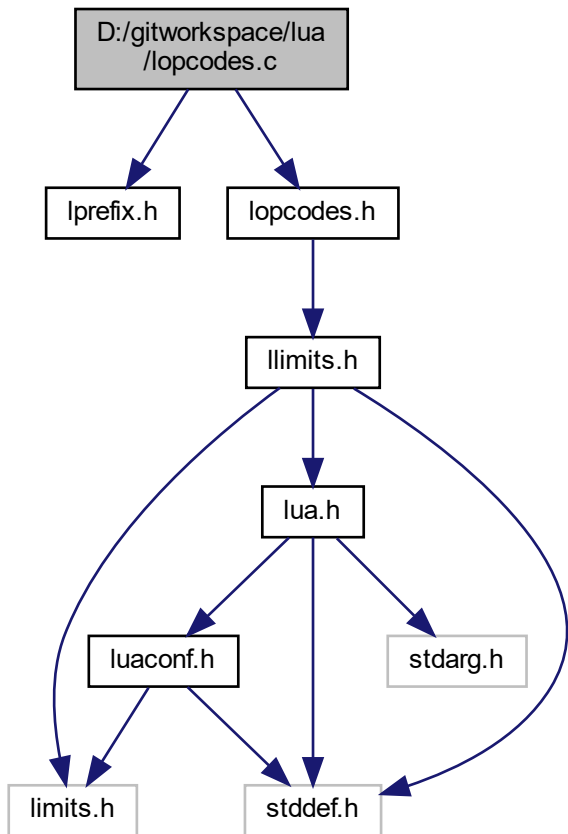 D:/gitworkspace/lua
/lopcodes.c
lprefix.h
lopcodes.h
llimits.h
lua.h
luaconf.h
stdarg.h
limits.h
stddef.h